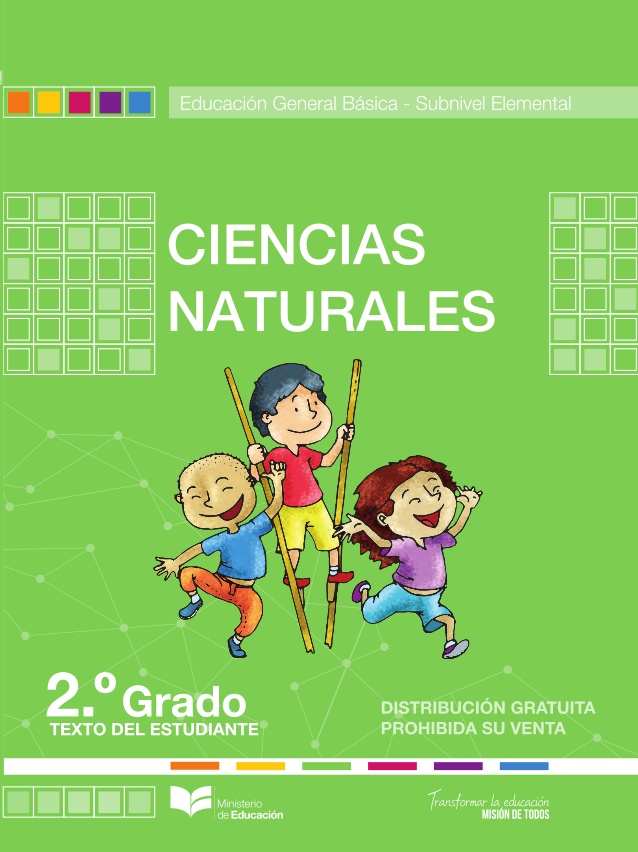 Educación General Básica - Subnivel Elemental
CIENCIAS
NATURALES
2.º Grado
TEXTO DEL ESTUDIANTE
DISTRIBUCIÓN GRATUITA
PROHIBIDA SU VENTA
Ministerio
de Educación
Transformar la educación
MISIÓN DE TODOS